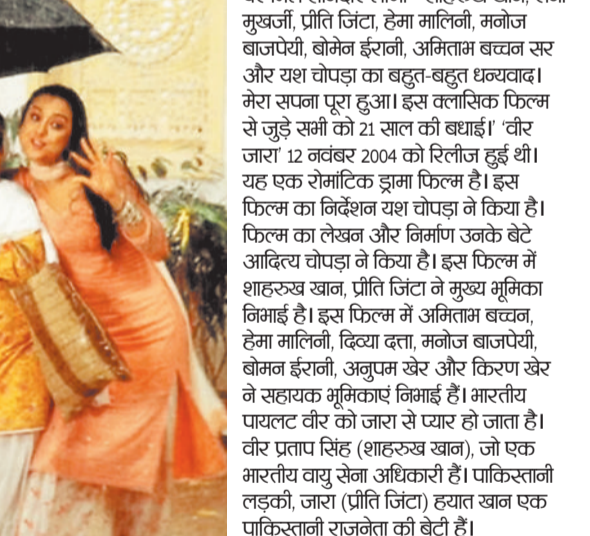 मुखर्जी, प्रीति जिंटा, हेमा मालिनी, मनोज
बाजपेयी, बोमेन ईरानी, अमिताभ बच्चन सर
और यश चोपड़ा का बहुत-बहुत धन्यवाद।
मेरा सपना पूरा हुआ। इस क्लासिक फिल्म
से जुड़े सभी को 21 साल की बधाई।’ ‘वीर
जारा’ 12 नवंबर 2004 को रिलीज हुई थी।
यह एक रोमांटिक ड्रामा फिल्म है। इस
फिल्म का निर्देशन यश चोपड़ा ने किया है।
फिल्म का लेखन और निर्माण उनके बेटे
आदित्य चोपड़ा ने किया है। इस फिल्म में
शाहरुख खान, प्रीति जिंटा ने मुख्य भूमिका
निभाई है। इस फिल्म में अमिताभ बच्चन,
हेमा मालिनी, दिव्या दत्ता, मनोज बाजपेयी,
बोमन ईरानी, अनुपम खेर और किरण खेर
ने सहायक भूमिकाएं निभाई हैं। भारतीय
पायलट वीर को जारा से प्यार हो जाता है।
वीर प्रताप सिंह (शाहरुख खान), जो एक
भारतीय वायु सेना अधिकारी हैं। पाकिस्तानी
लड़की, जारा (प्रीति जिंटा) हयात खान एक
पाकिस्तानी राजनेता की बेटी हैं।